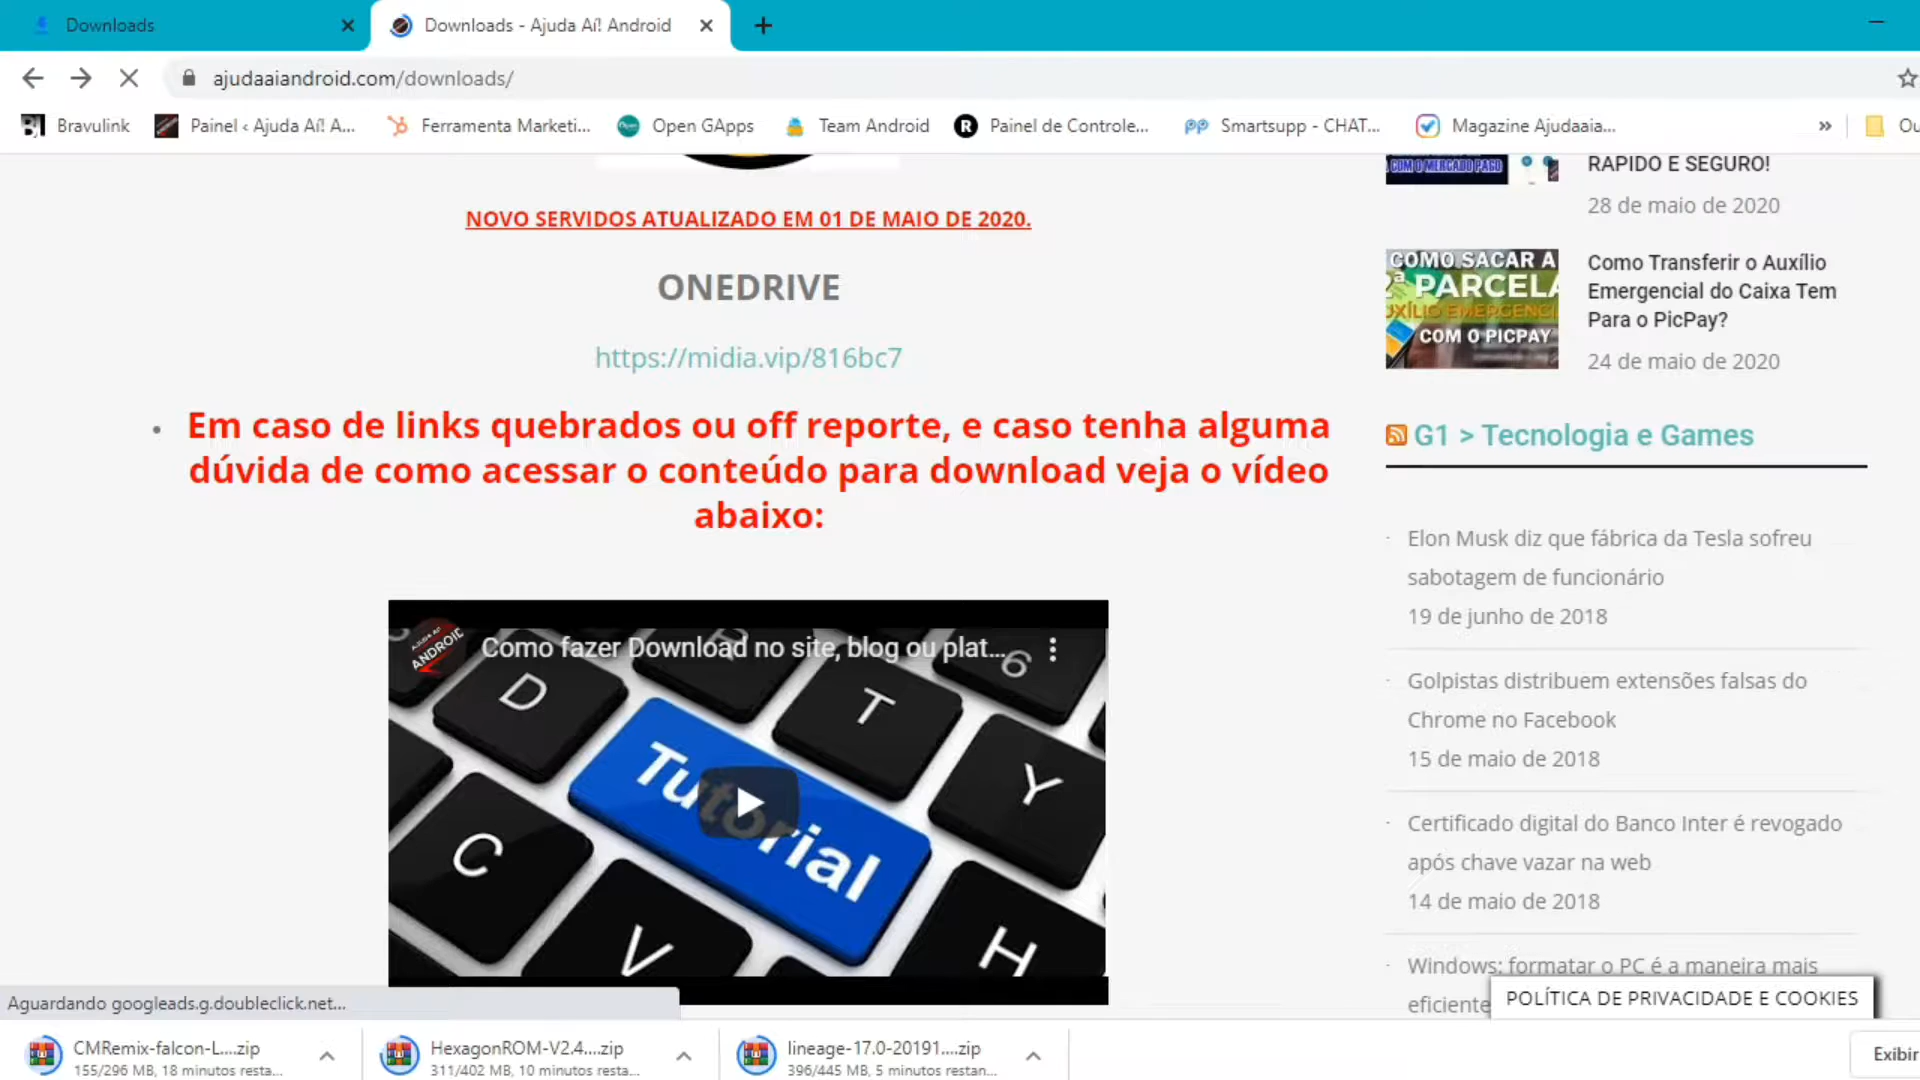 Downloads
Downloads - Ajuda Aí! Android
ajudaaiandroid.com/downloads/
Bravulink
Painel ‹ Ajuda Aí! A...
Ferramenta Marketi...
Open GApps
Team Android
Painel de Controle...
Smartsupp - CHAT...
Magazine Ajudaaia...
»
Ou
NOVO SERVIDOS ATUALIZADO EM 01 DE MAIO DE 2020.
ONEDRIVE
https://midia.vip/816bc7
• Em caso de links quebrados ou off reporte, e caso tenha alguma
dúvida de como acessar o conteúdo para download veja o vídeo
abaixo:
ANDROID
Como fazer Download no site, blog ou plat...
D
R
6
T
Tutorial
Y
C
V
H
COM O MERCADO PAGO
RAPIDO E SEGURO!
28 de maio de 2020
COMO SACAR A
2ª PARCELA
AUXÍLIO EMERGENCI
COM O PICPAY
Como Transferir o Auxílio
Emergencial do Caixa Tem
Para o PicPay?
24 de maio de 2020
G1 > Tecnologia e Games
Elon Musk diz que fábrica da Tesla sofreu
sabotagem de funcionário
19 de junho de 2018
Golpistas distribuem extensões falsas do
Chrome no Facebook
15 de maio de 2018
Certificado digital do Banco Inter é revogado
após chave vazar na web
14 de maio de 2018
Windows: formatar o PC é a maneira mais
eficiente
POLÍTICA DE PRIVACIDADE E COOKIES
Aguardando googleads.g.doubleclick.net...
CMRemix-falcon-L....zip
155/296 MB, 18 minutos resta...
HexagonROM-V2.4....zip
311/402 MB, 10 minutos resta...
lineage-17.0-20191....zip
396/445 MB, 5 minutos restan...
Exibir